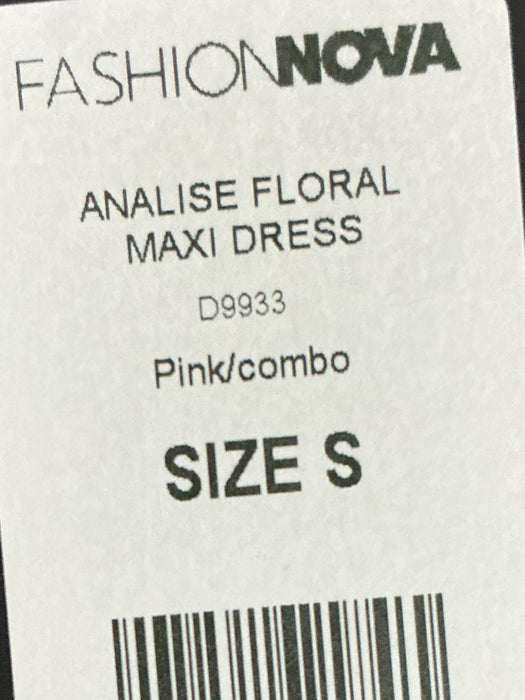 FASHIONNOVA
ANALISE FLORAL
MAXI DRESS
D9933
Pink/combo
SIZE S